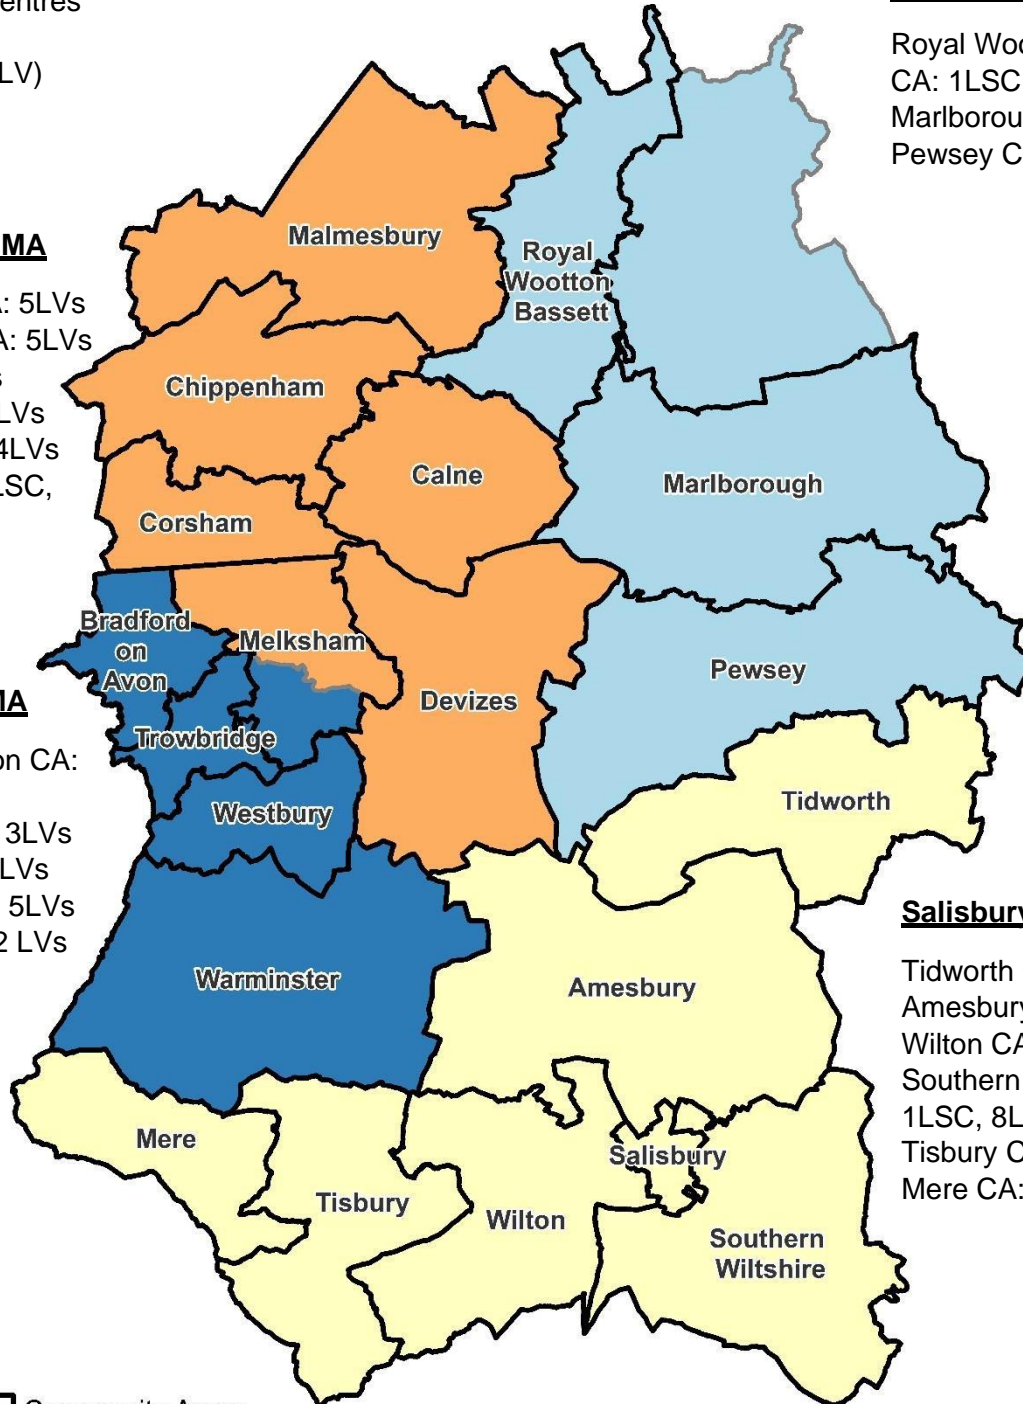 entres
LV)
Royal Woo
CA: 1LSC
Marlborou
Pewsey C
MA
A: 5LVs
A: 5LVs
s
LVs
4LVs
LSC,
Malmesbury
Royal
Wootton
Bassett
Chippenham
Calne
Marlborough
Corsham
Bradford
on
Avon
Melksham
Devizes
Pewsey
MA
on CA:
3LVs
LVs
5LVs
2 LVs
Trowbridge
Westbury
Tidworth
Warminster
Amesbury
Salisbury
Tidworth
Amesbury
Wilton CA
Southern
1LSC, 8L
Tisbury C
Mere CA:
Mere
Tisbury
Wilton
Salisbury
Southern
Wiltshire